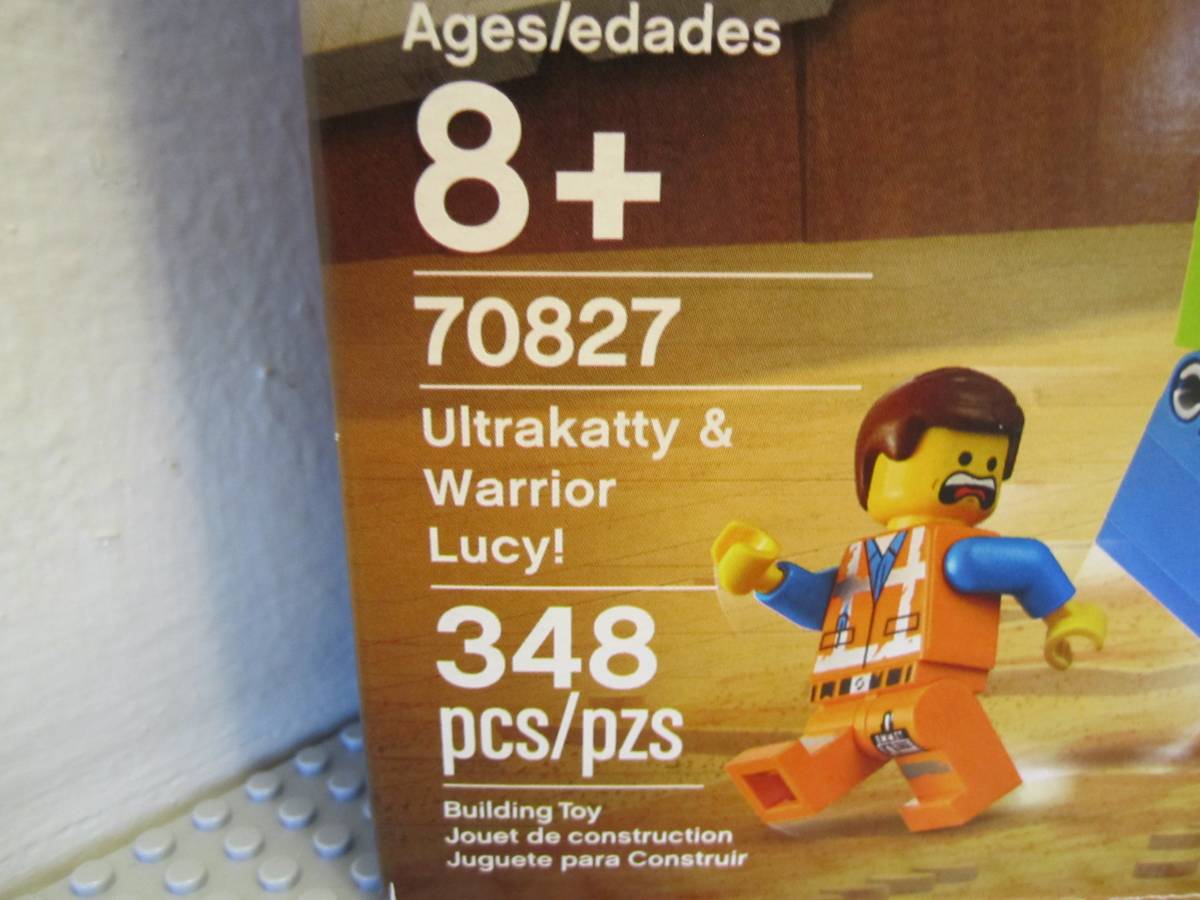 Ages/edades
8+
70827
Ultrakatty &
Warrior
Lucy!
348
pcs/pzs
Building Toy
Jouet de construction
Juguete para Construir